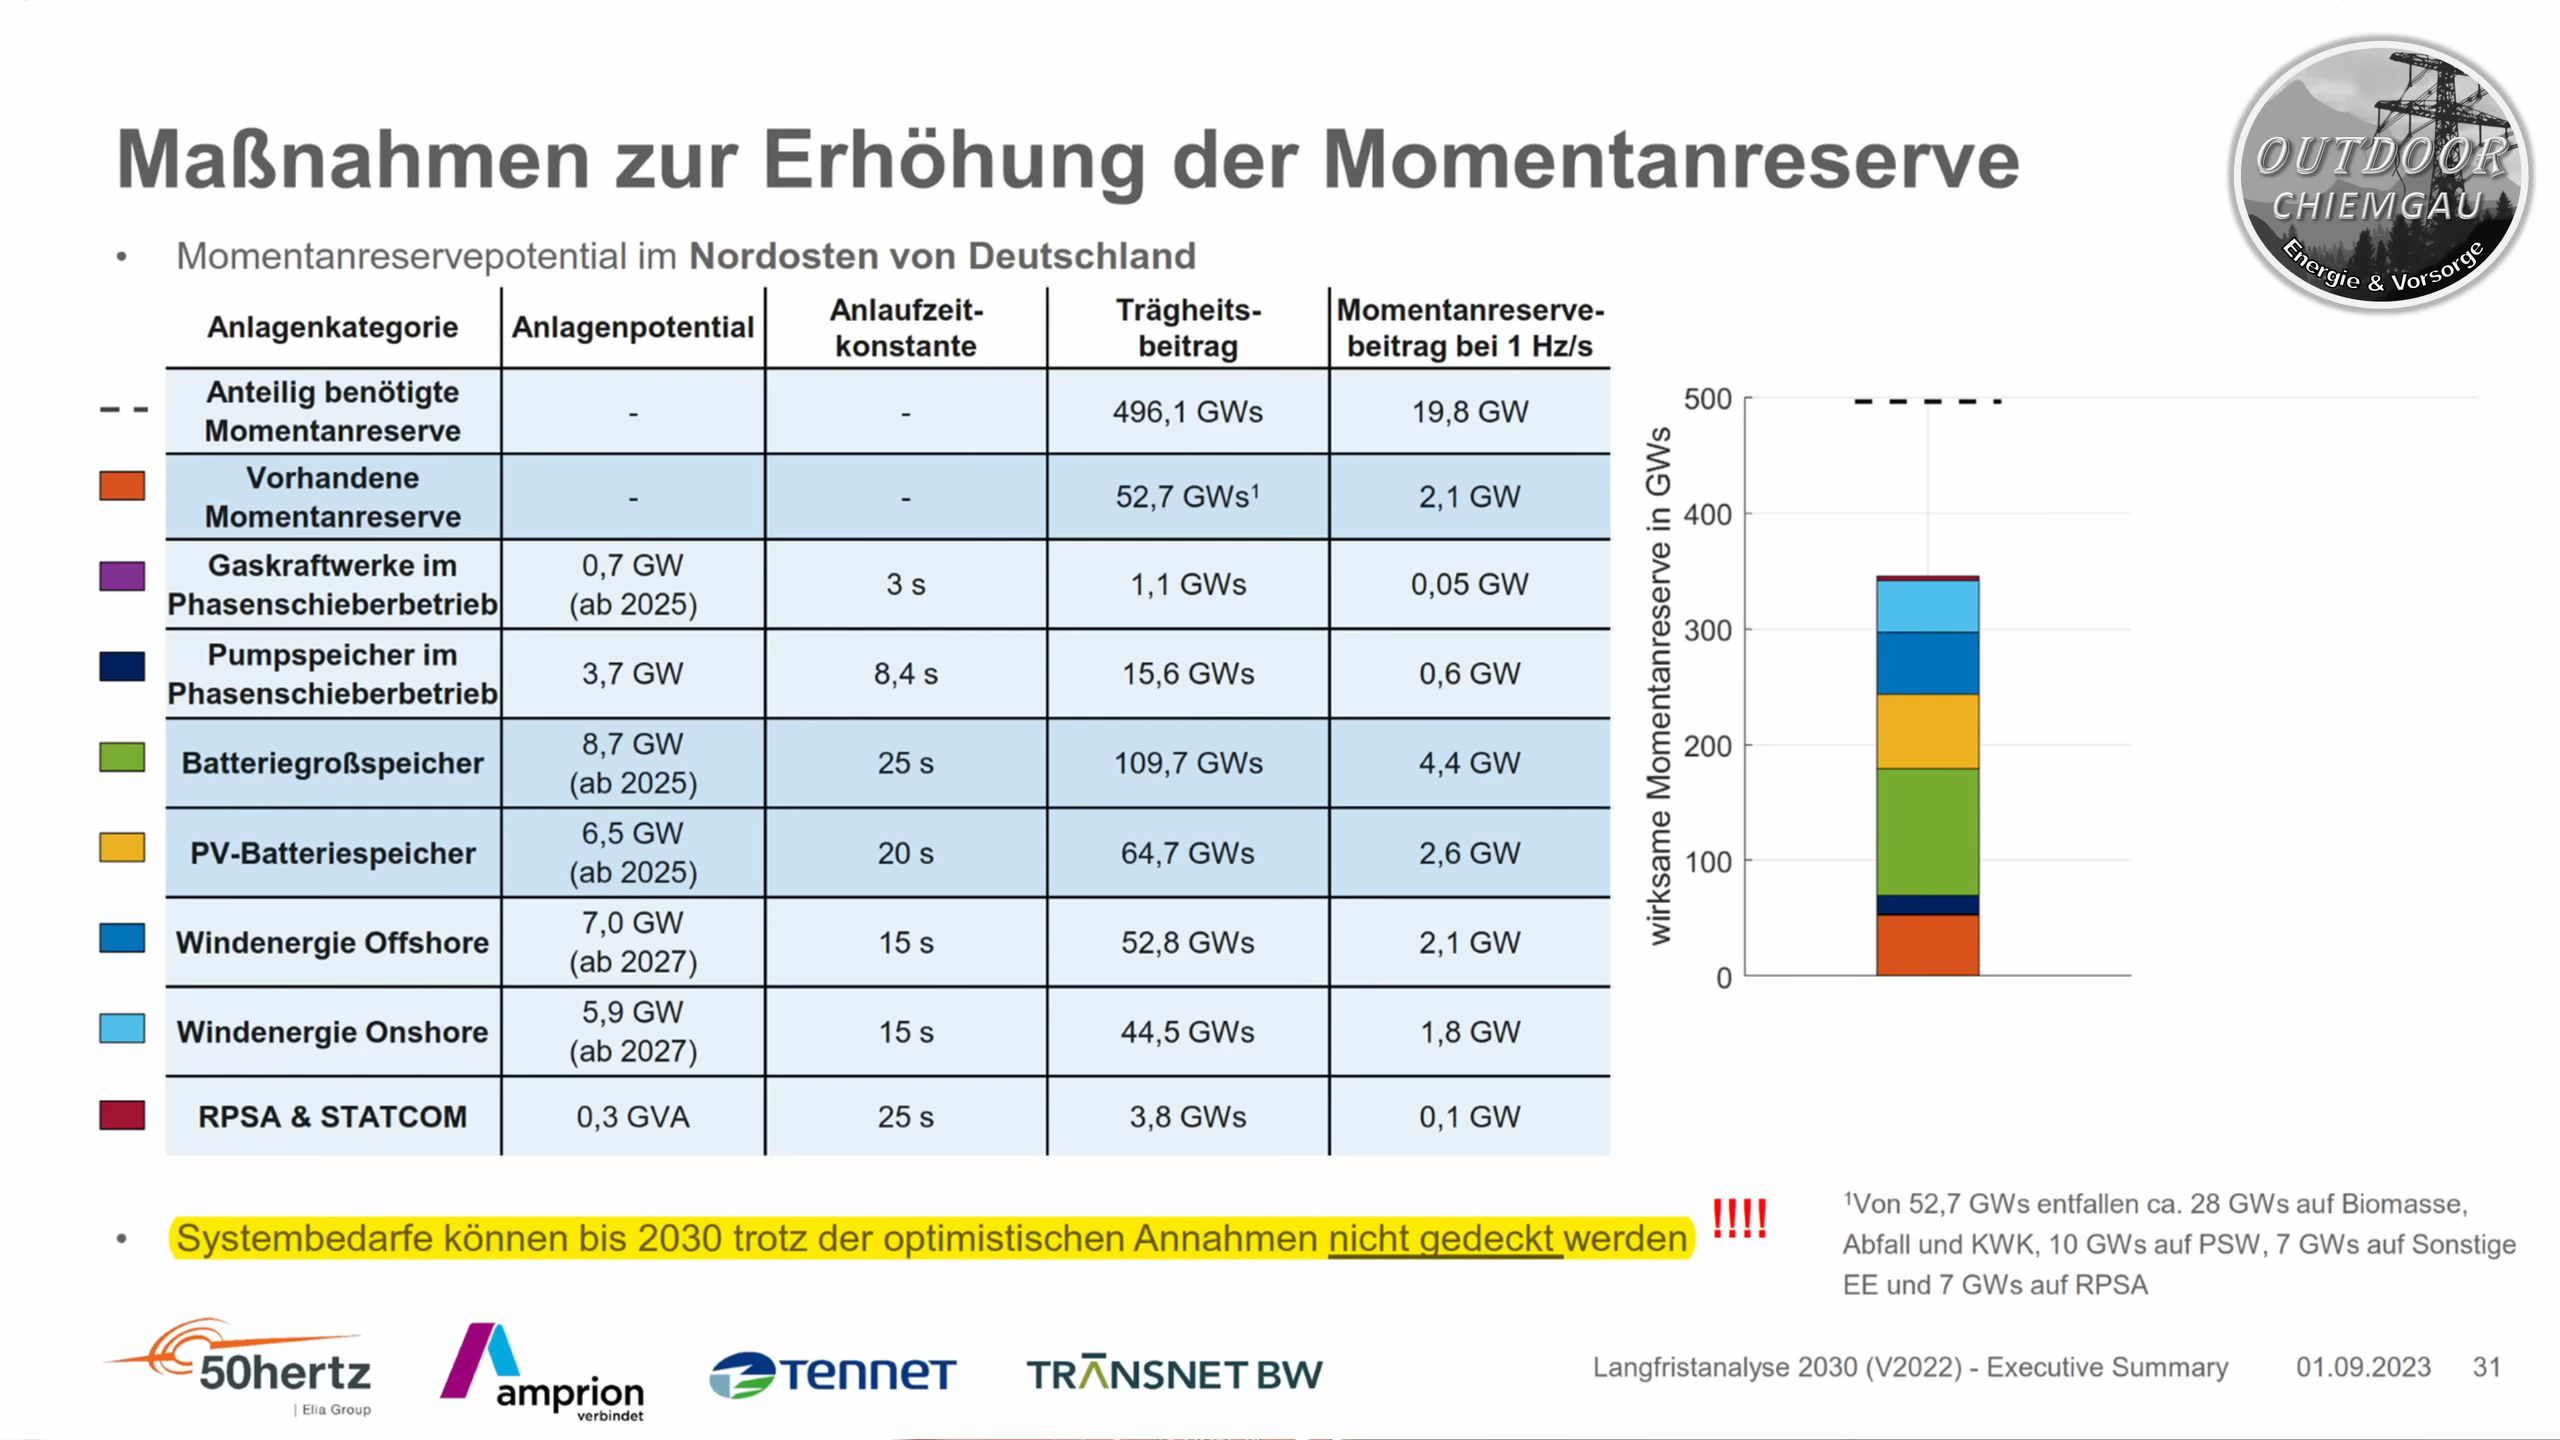 OUTDOOR
CHIEMGAU
Energie & Vorsorge
Maßnahmen zur Erhöhung der Momentanreserve
• Momentanreservepotential im Nordosten von Deutschland
Anlagenkategorie Anlagenpotential Anlaufzeit-konstante Trägheits-beitrag Momentanreserve-beitrag bei 1 Hz/s
Anteilig benötigte Momentanreserve - - 496,1 GWs 19,8 GW
Vorhandene Momentanreserve - - 52,7 GWs¹ 2,1 GW
Gaskraftwerke im Phasenschieberbetrieb 0,7 GW (ab 2025) 3 s 1,1 GWs 0,05 GW
Pumpspeicher im Phasenschieberbetrieb 3,7 GW 8,4 s 15,6 GWs 0,6 GW
Batteriegroßspeicher 8,7 GW (ab 2025) 25 s 109,7 GWs 4,4 GW
PV-Batteriespeicher 6,5 GW (ab 2025) 20 s 64,7 GWs 2,6 GW
Windenergie Offshore 7,0 GW (ab 2027) 15 s 52,8 GWs 2,1 GW
Windenergie Onshore 5,9 GW (ab 2027) 15 s 44,5 GWs 1,8 GW
RPSA & STATCOM 0,3 GVA 25 s 3,8 GWs 0,1 GW
wirksame Momentanreserve in GWs
500
400
300
200
100
0
• Systembedarfe können bis 2030 trotz der optimistischen Annahmen nicht gedeckt werden !!!!
¹Von 52,7 GWs entfallen ca. 28 GWs auf Biomasse,
Abfall und KWK, 10 GWs auf PSW, 7 GWs auf Sonstige
EE und 7 GWs auf RPSA
50hertz
| Elia Group
amprion
verbindet
TENNET
TRANSNET BW
Langfristanalyse 2030 (V2022) - Executive Summary 01.09.2023 31